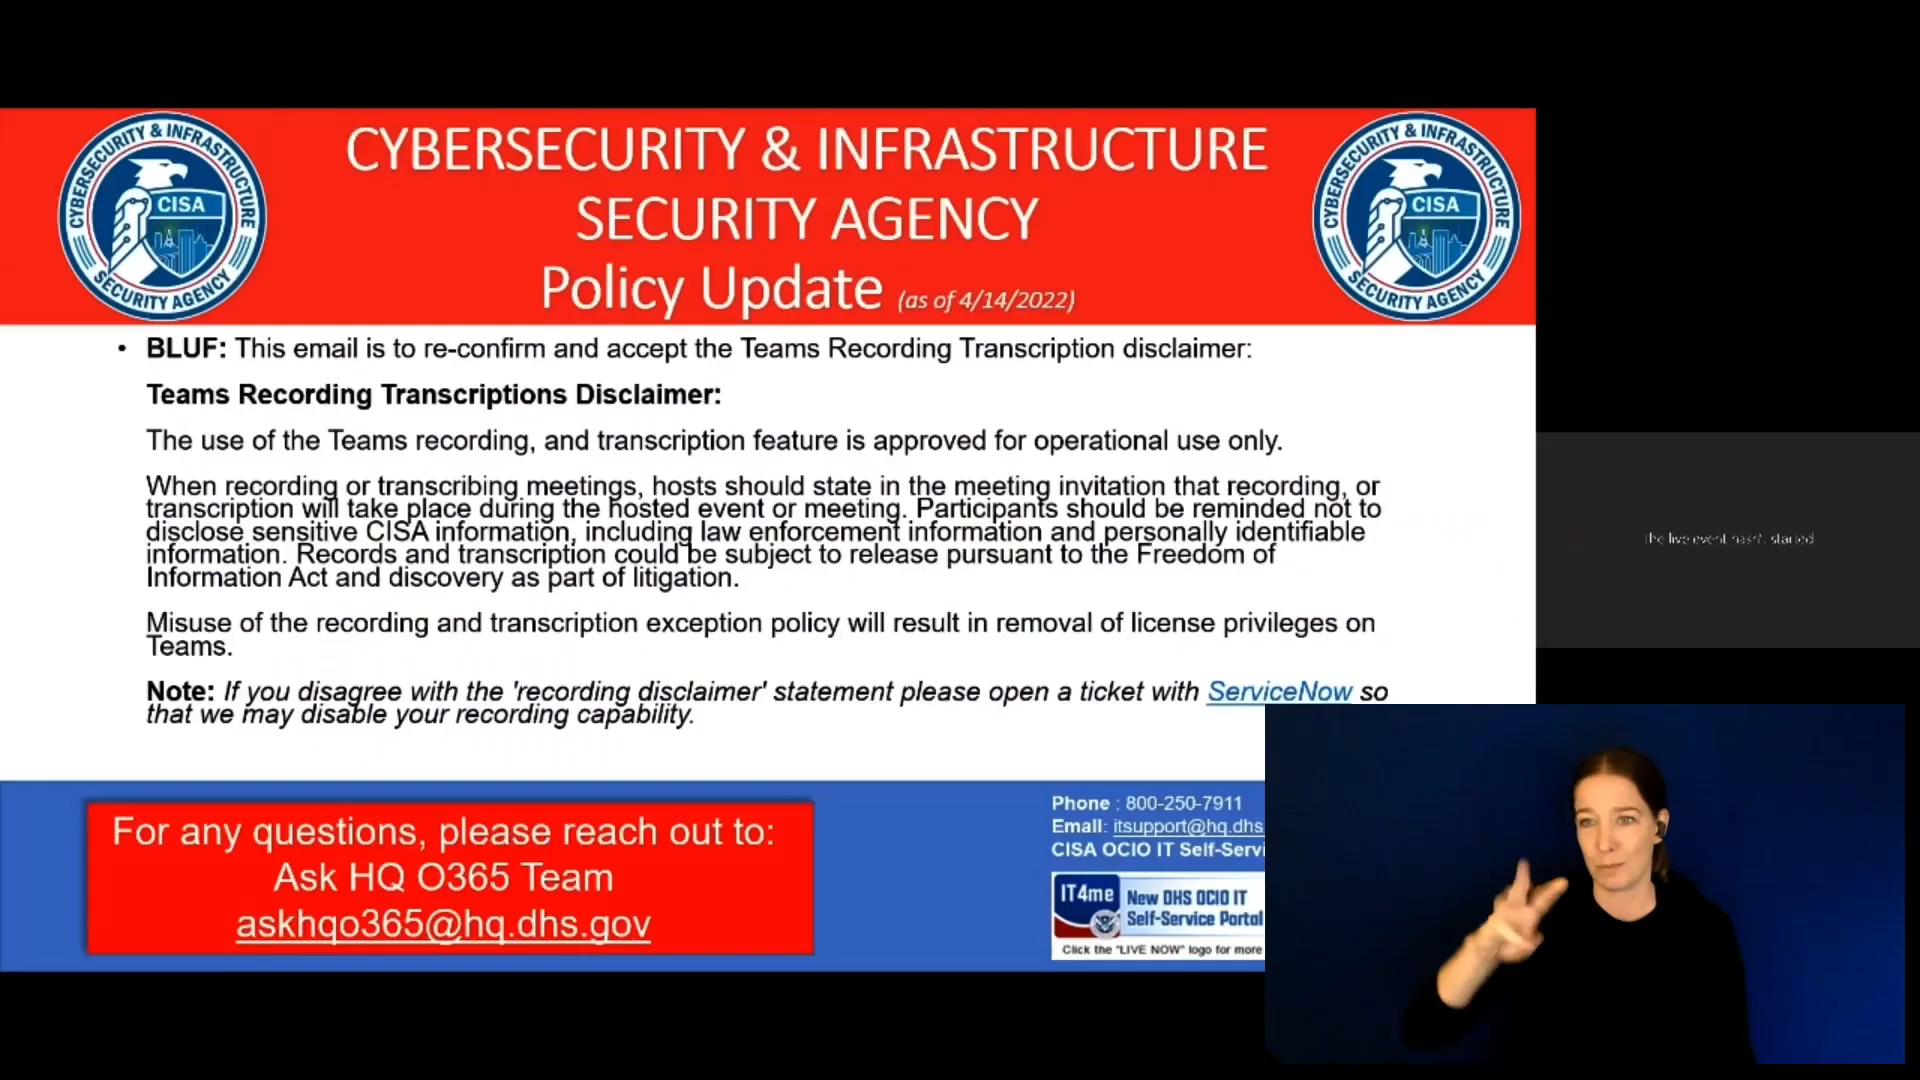 CYBERSECURITY & INFRASTRUCTURE
SECURITY AGENCY
Policy Update (as of 4/14/2022)
CYBERSECURITY & INFRASTRUCTURE
CISA
SECURITY AGENCY
CYBERSECURITY & INFRASTRUCTURE
CISA
SECURITY AGENCY
• BLUF: This email is to re-confirm and accept the Teams Recording Transcription disclaimer:
Teams Recording Transcriptions Disclaimer:
The use of the Teams recording, and transcription feature is approved for operational use only.
When recording or transcribing meetings, hosts should state in the meeting invitation that recording, or
transcription will take place during the hosted event or meeting. Participants should be reminded not to
disclose sensitive CISA information, including law enforcement information and personally identifiable
information. Records and transcription could be subject to release pursuant to the Freedom of
Information Act and discovery as part of litigation.
Misuse of the recording and transcription exception policy will result in removal of license privileges on
Teams.
Note: If you disagree with the 'recording disclaimer' statement please open a ticket with ServiceNow so
that we may disable your recording capability.
The live event hasn't started
For any questions, please reach out to:
Ask HQ O365 Team
askhqo365@hq.dhs.gov
Phone : 800-250-7911
Email: itsupport@hq.dhs
CISA OCIO IT Self-Servi
IT4me
New DHS OCIO IT
Self-Service Portal
Click the "LIVE NOW" logo for more